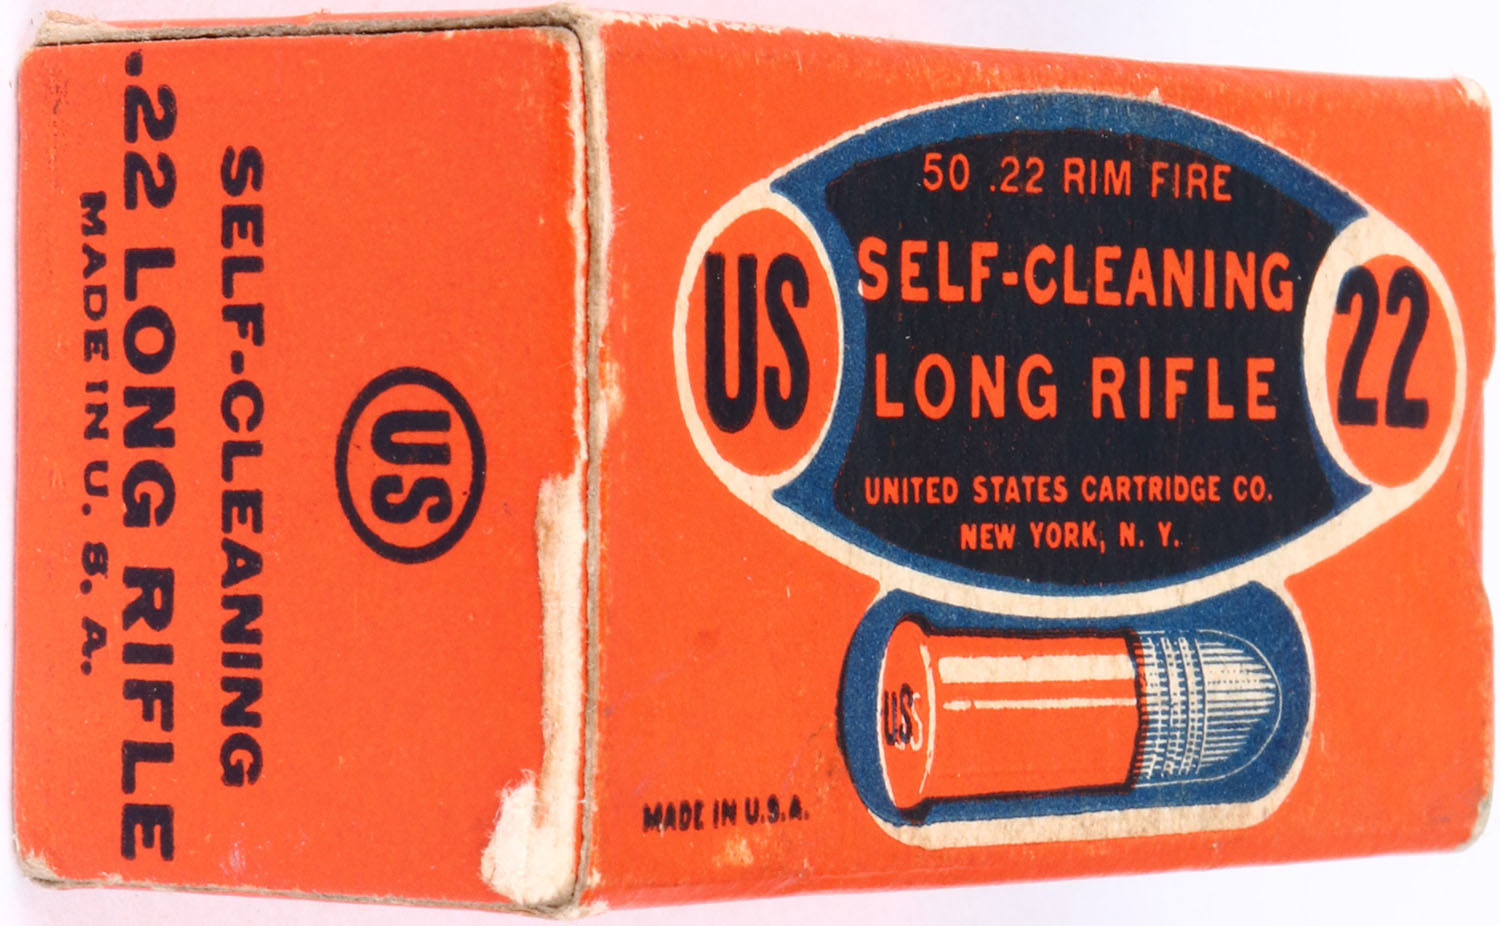 50 .22 RIM FIRE
US
SELF-CLEANING
22
LONG RIFLE
UNITED STATES CARTRIDGE CO.
NEW YORK, N. Y.
US
MADE IN U.S.A.
US
SELF-CLEANING
.22 LONG RIFLE
MADE IN U. S. A.